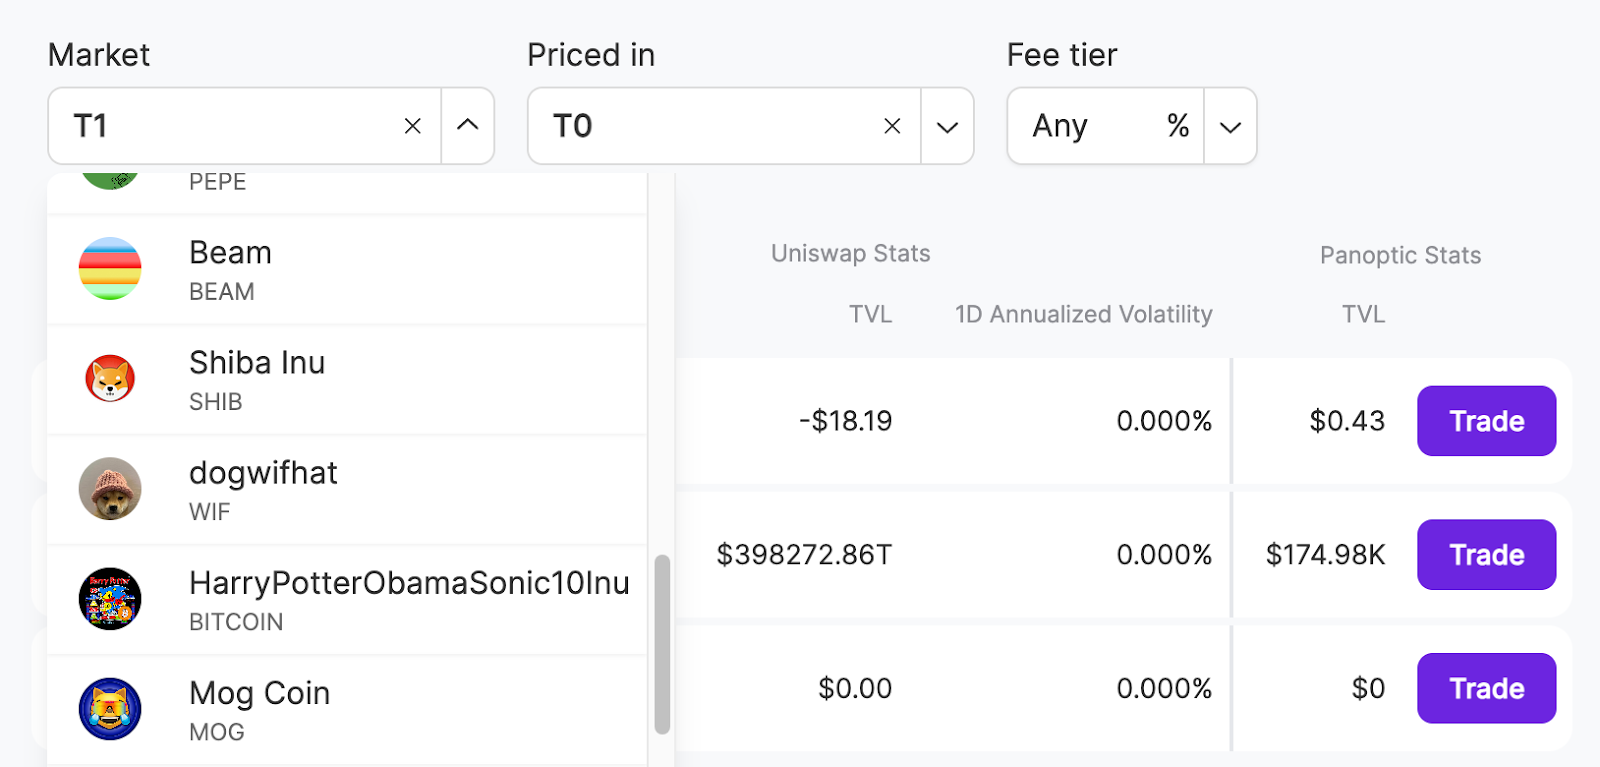 Market Priced in Fee tier
T1 T0 Any %
PEPE
Beam
BEAM
Shiba Inu
SHIB
dogwifhat
WIF
HarryPotterObamaSonic10Inu
BITCOIN
Mog Coin
MOG
Uniswap Stats Panoptic Stats
TVL 1D Annualized Volatility TVL
-$18.19 0.000% $0.43 Trade
$398272.86T 0.000% $174.98K Trade
$0.00 0.000% $0 Trade